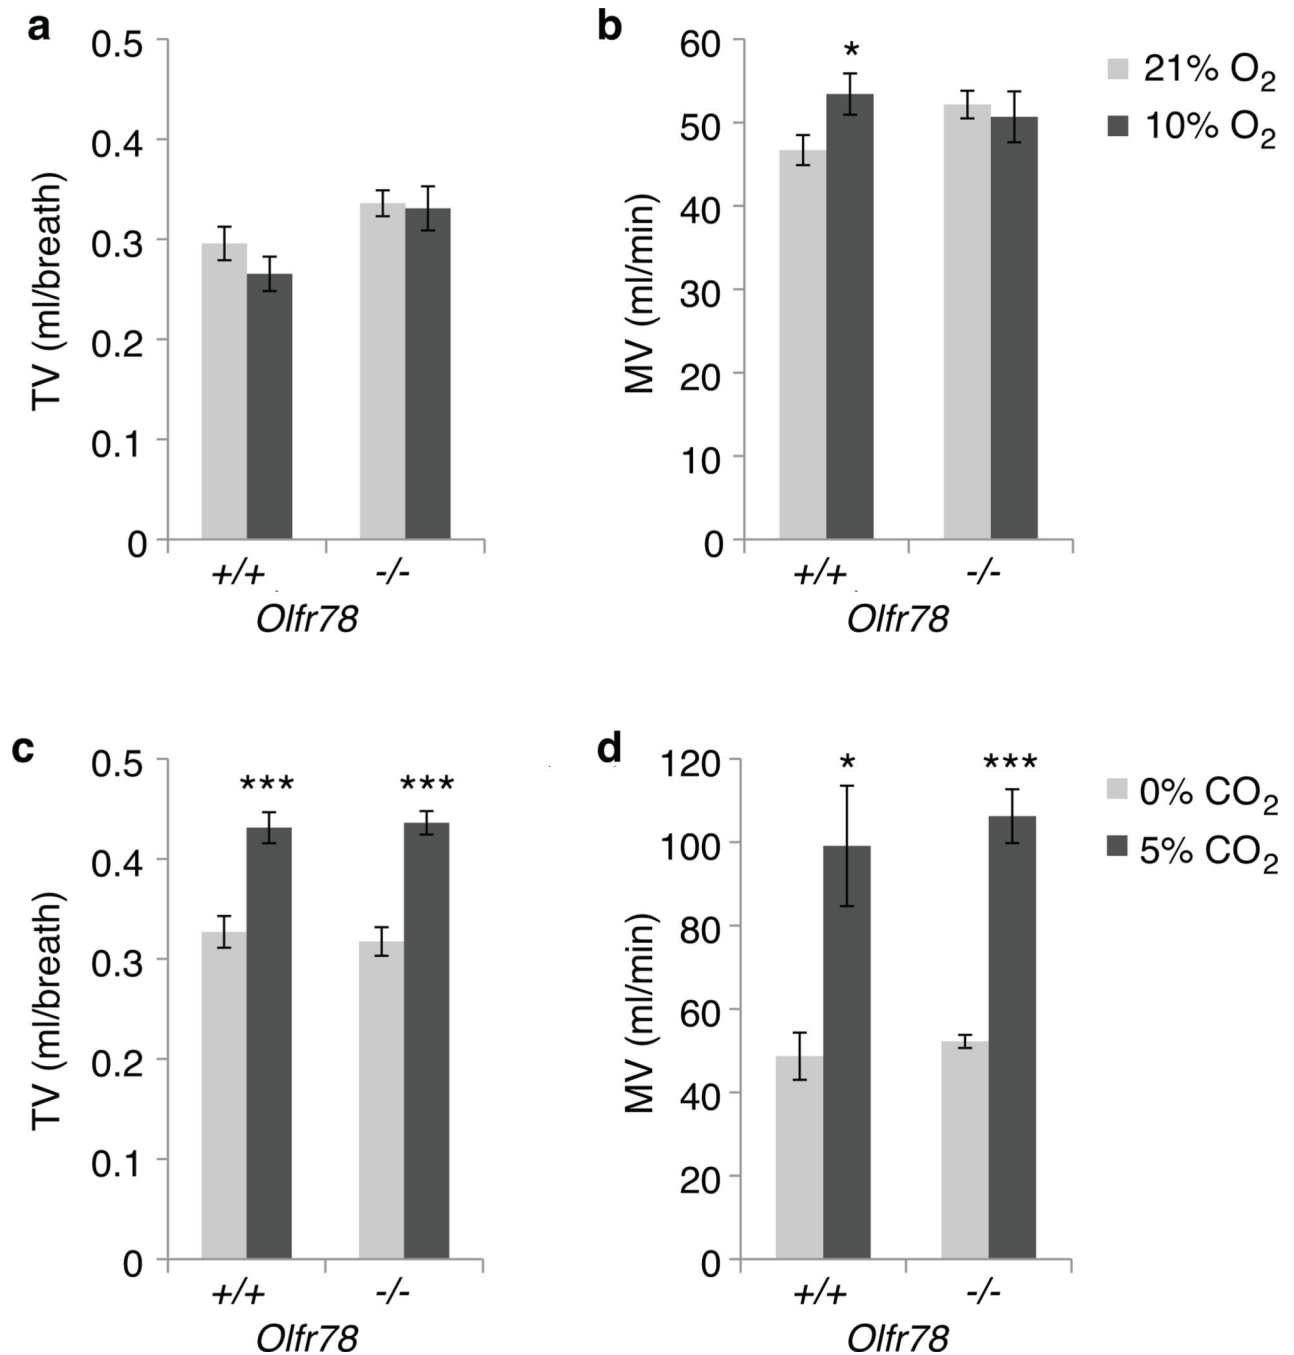 a
0.5
0.4
0.3
0.2
0.1
0
TV (ml/breath)
+/+ -/-
Olfr78
b
60
50
40
30
20
10
0
MV (ml/min)
*
+/+ -/-
Olfr78
21% O2
10% O2
c
0.5
0.4
0.3
0.2
0.1
0
TV (ml/breath)
*** ***
+/+ -/-
Olfr78
d
120
100
80
60
40
20
0
MV (ml/min)
* ***
+/+ -/-
Olfr78
0% CO2
5% CO2